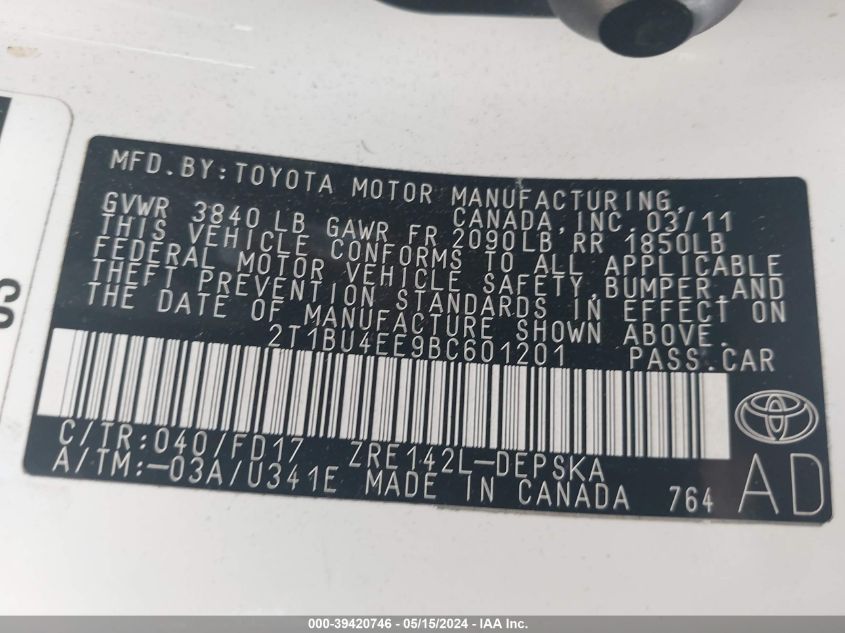 MFD.BY:TOYOTA MOTOR MANUFACTURING,
CANADA,INC. 03/11
GVWR 3840 LB GAWR FR 2090LB RR 1850LB
THIS VEHICLE CONFORMS TO ALL APPLICABLE
FEDERAL MOTOR VEHICLE SAFETY,BUMPER,AND
THEFT PREVENTION STANDARDS IN EFFECT ON
THE DATE OF MANUFACTURE SHOWN ABOVE.
2T1BU4EE9BC601201 PASS.CAR
C/TR:040/FD17 ZRE142L-DEPSKA
A/TM:-03A/U341E MADE IN CANADA 764 AD
000-39420746 - 05/15/2024 - IAA Inc.